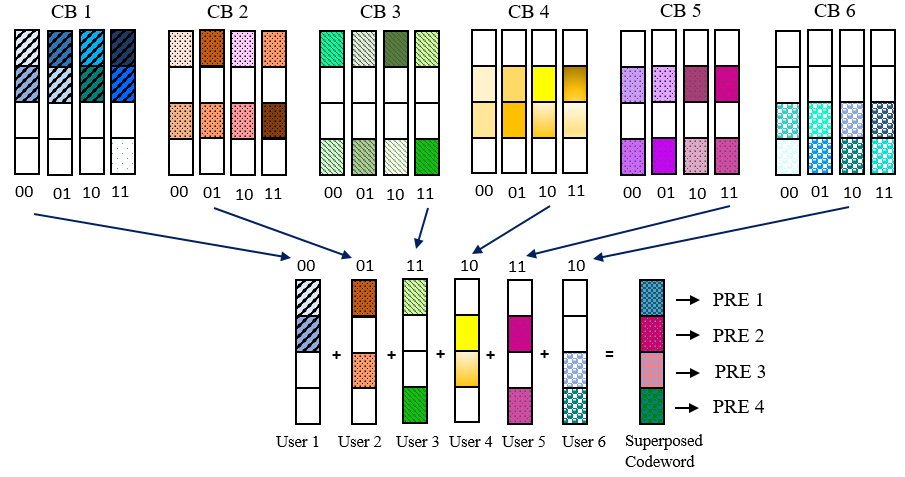 CB 1 CB 2 CB 3 CB 4 CB 5 CB 6
00 01 10 11 00 01 10 11 00 01 10 11 00 01 10 11 00 01 10 11 00 01 10 11
00 01 11 10 11 10
PRE 1
PRE 2
+ + + + + =
PRE 3
PRE 4
User 1 User 2 User 3 User 4 User 5 User 6 Superposed
Codeword